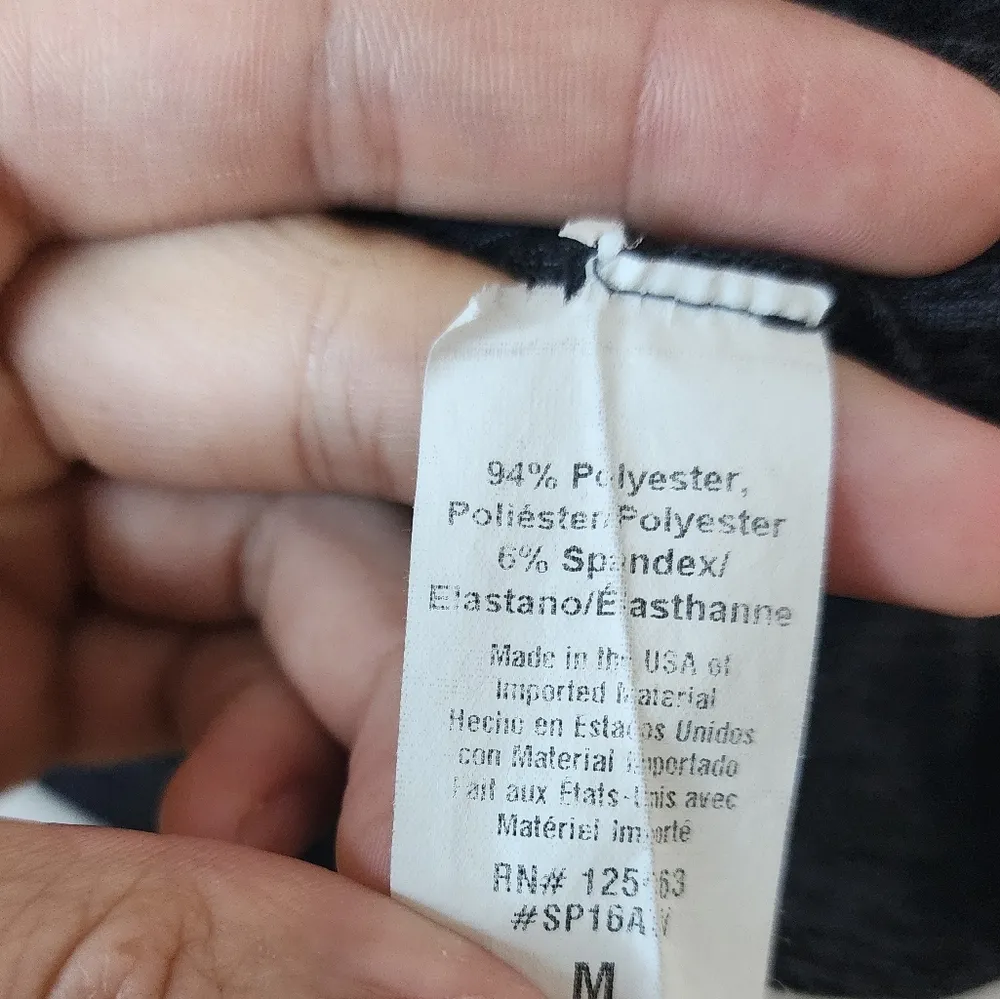 94% Polyester,
Poliéster/Polyester
6% Spandex/
Elastano/Élasthanne
Made in the USA of
Imported Material
Hecho en Estados Unidos
con Material Importado
Fait aux États-Unis avec
Matériel Importé
RN#
M